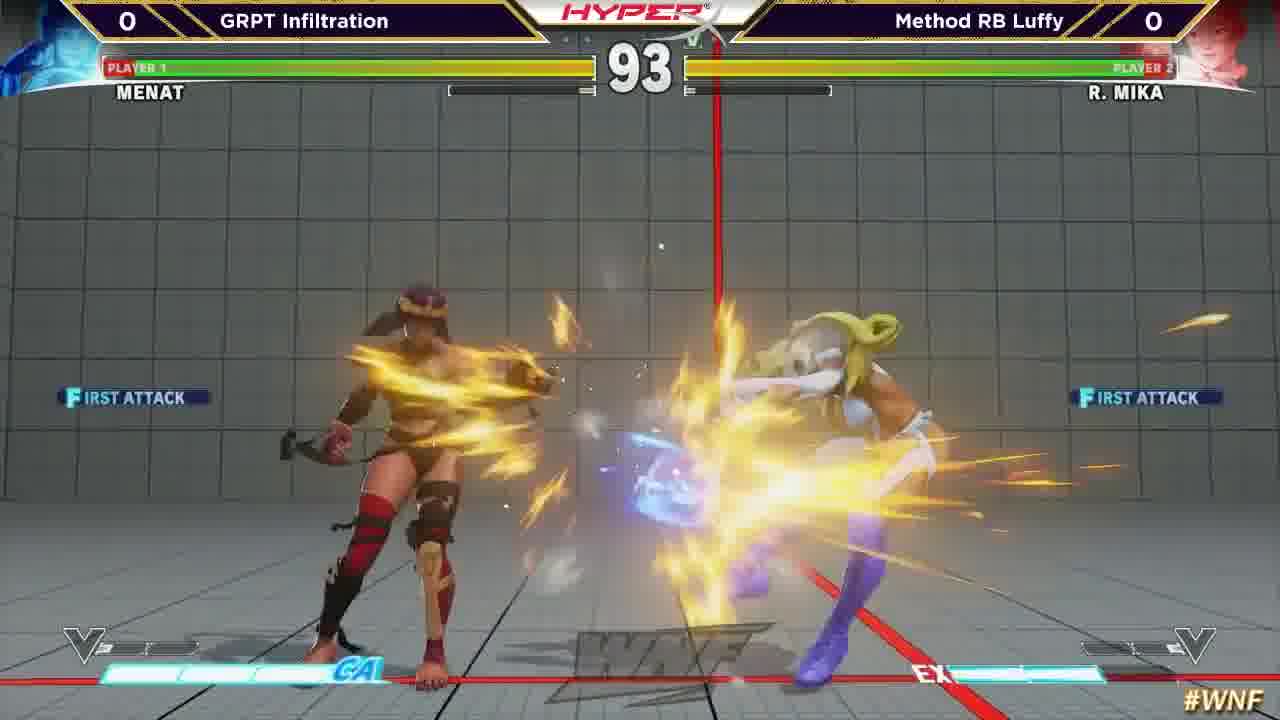 0 GRPT Infiltration HYPERX Method RB Luffy 0
PLAYER 1 93 PLAYER 2
MENAT R. MIKA
FIRST ATTACK FIRST ATTACK
WNF
V V
CA EX
#WNF